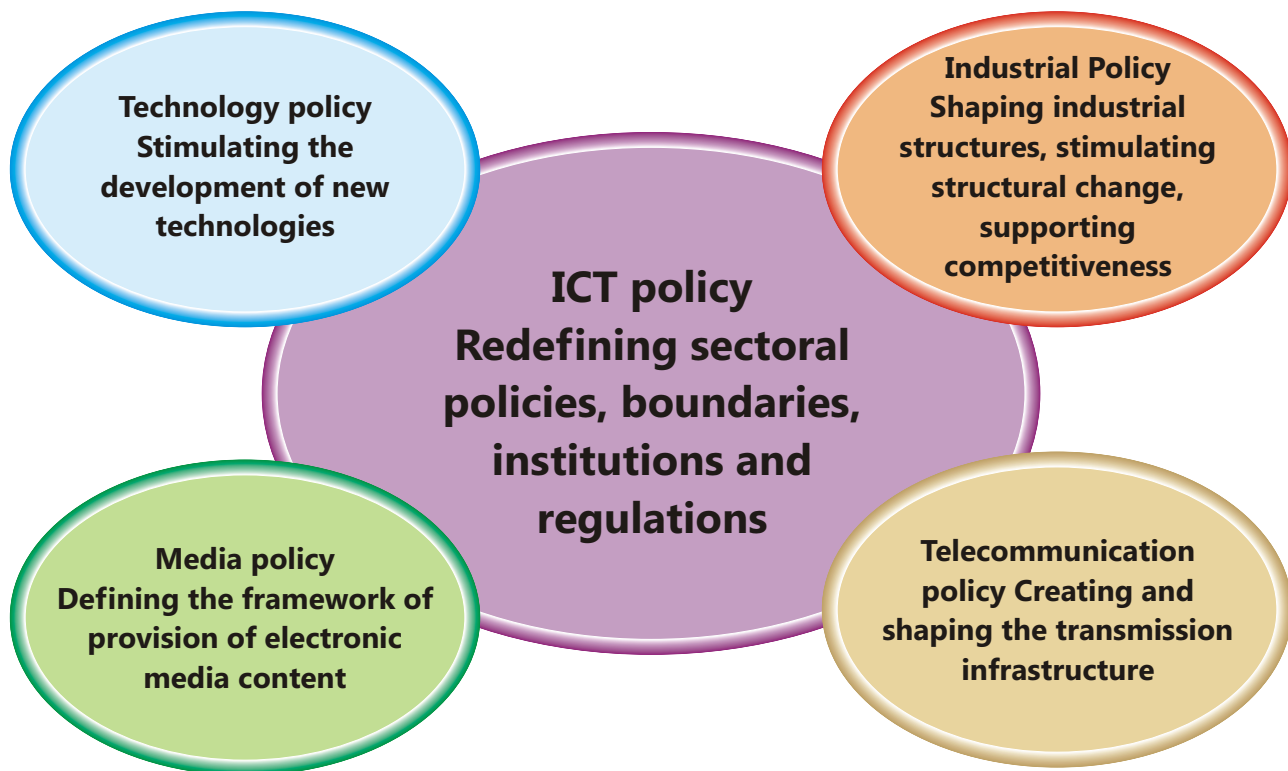 Technology policy
Stimulating the
development of new
technologies
Industrial Policy
Shaping industrial
structures, stimulating
structural change,
supporting
competitiveness
ICT policy
Redefining sectoral
policies, boundaries,
institutions and
regulations
Media policy
Defining the framework of
provision of electronic
media content
Telecommunication
policy Creating and
shaping the transmission
infrastructure